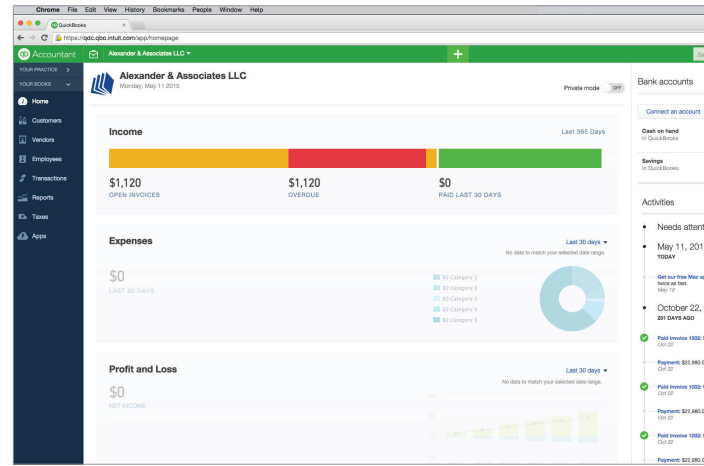 Chrome File Edit View History Bookmarks People Window Help
QuickBooks ×
https://qdc.qbo.intuit.com/app/homepage
qb Accountant
Alexander & Associates LLC
+
YOUR PRACTICE
YOUR BOOKS
Home
Customers
Vendors
Employees
Transactions
Reports
Taxes
Apps
Alexander & Associates LLC
Monday, May 11 2015
Private mode OFF
Income
Last 365 Days
$1,120
OPEN INVOICES
$1,120
OVERDUE
$0
PAID LAST 30 DAYS
Expenses
Last 30 days
No data to match your selected date range.
$0
LAST 30 DAYS
$0 Category 1
$0 Category 2
$0 Category 3
$0 Category 4
$0 Category 5
Profit and Loss
Last 30 days
No data to match your selected date range.
$0
NET INCOME
Bank accounts
Connect an account
Cash on hand
In QuickBooks
Savings
In QuickBooks
Activities
Needs attent
May 11, 201
TODAY
Get our free Mac a
twice as fast.
May 10
October 22,
201 DAYS AGO
Paid Invoice 1002:
Oct 22
Payment: $22,980.0
Oct 22
Paid Invoice 1002:
Oct 22
Payment: $22,980.0
Oct 22
Paid Invoice 1002:
Oct 22
Payment: $22,980.0